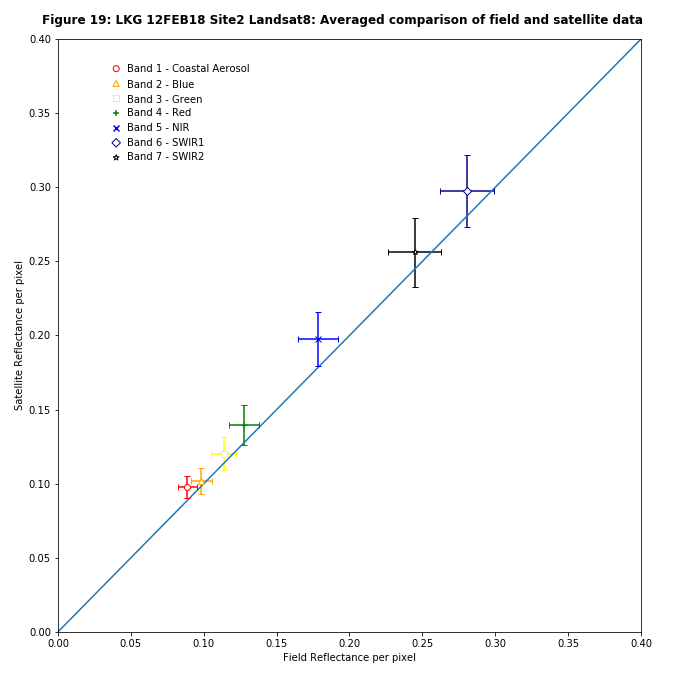 Figure 19: LKG 12FEB18 Site2 Landsat8: Averaged comparison of field and satellite data
0.40
0.35
0.30
0.25
0.20
0.15
0.10
0.05
0.00
Satellite Reflectance per pixel
Band 1 - Coastal Aerosol
Band 2 - Blue
Band 3 - Green
Band 4 - Red
Band 5 - NIR
Band 6 - SWIR1
Band 7 - SWIR2
0.00 0.05 0.10 0.15 0.20 0.25 0.30 0.35 0.40
Field Reflectance per pixel